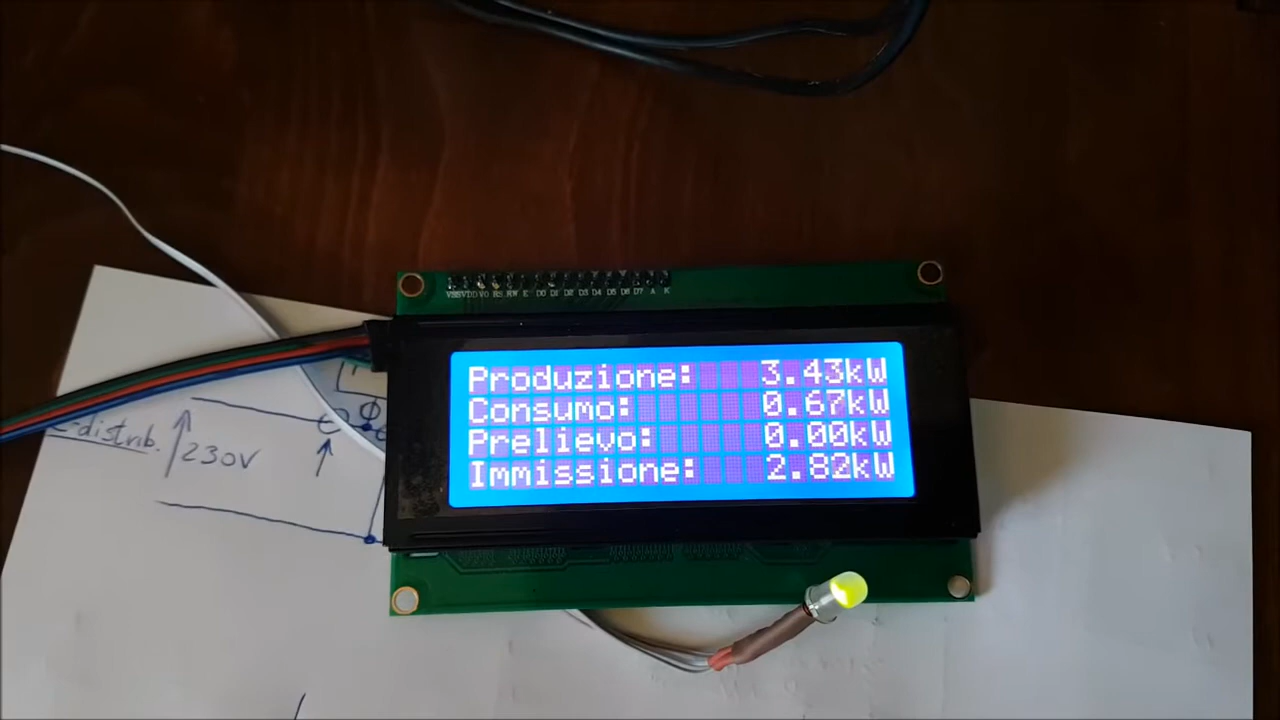 VSS VDD V0 RS RW E D0 D1 D2 D3 D4 D5 D6 D7 A K
Produzione: 3.43kW
Consumo: 0.67kW
Prelievo: 0.00kW
Immissione: 2.82kW
e-distrib.
230V